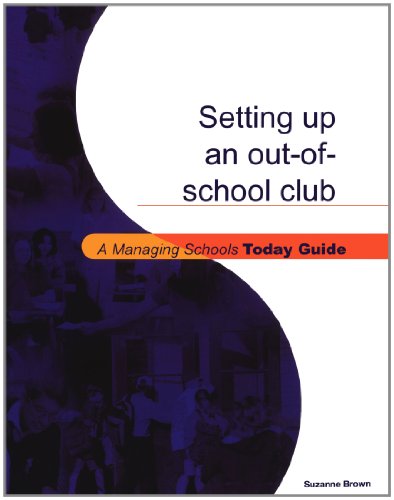 Setting up
an out-of-
school club
A Managing Schools Today Guide
Suzanne Brown